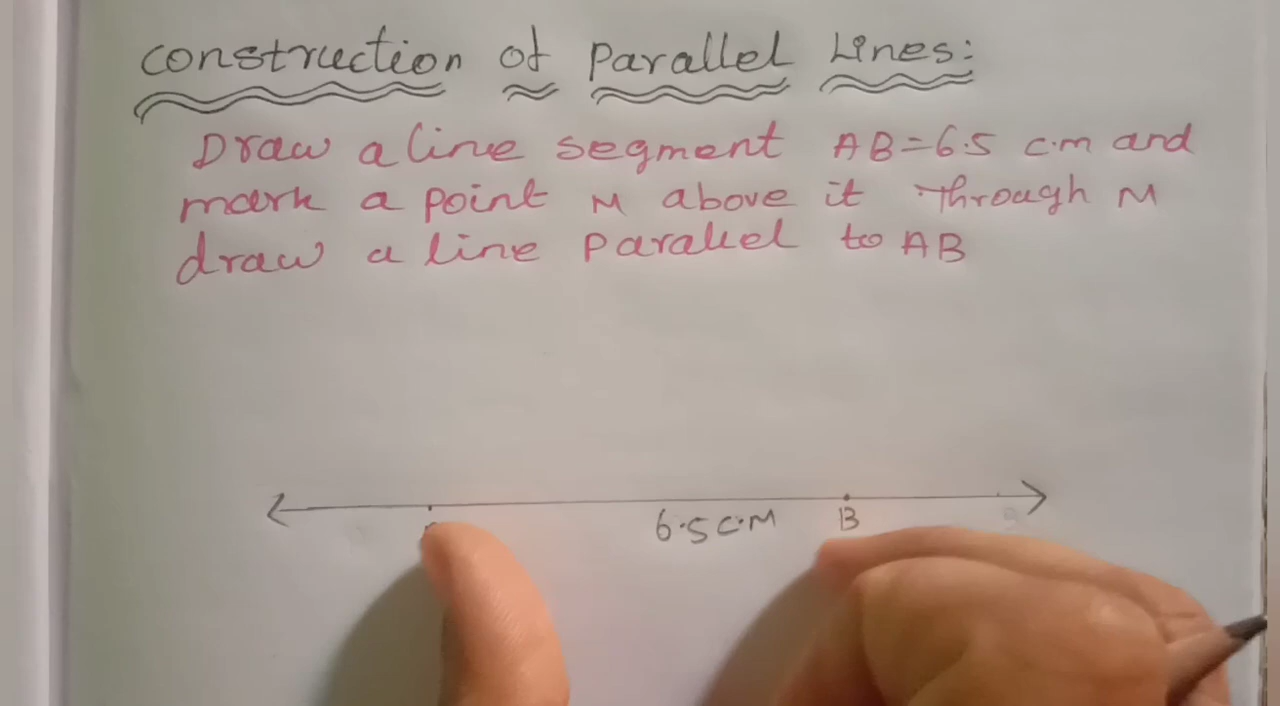 Construction of Parallel Lines:
Draw a line segment AB=6.5 c.m and
mark a point M above it Through M
draw a line Parallel to AB
6.5 C.M B